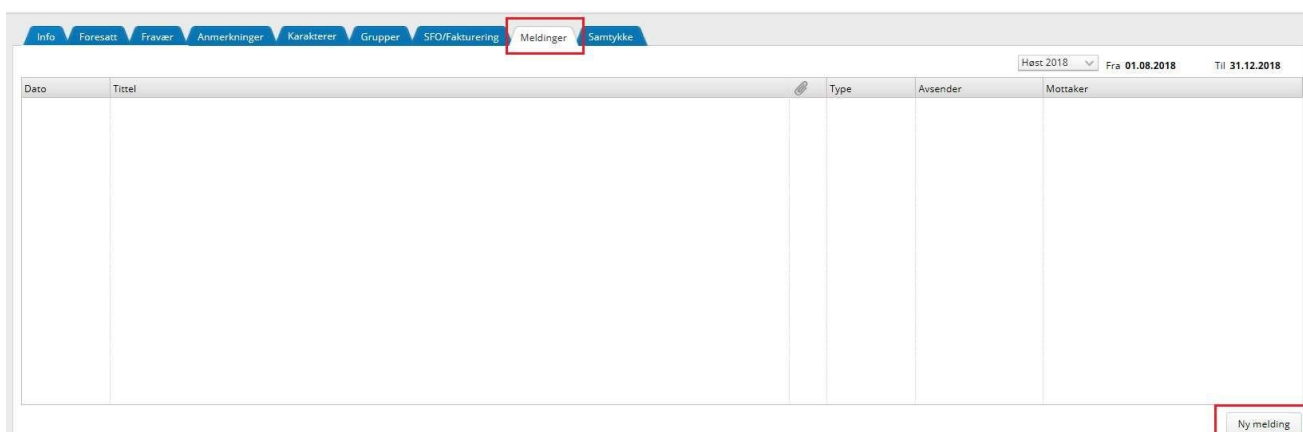 Info Foresatt Fravær Anmerkninger Karakterer Grupper SFO/Fakturering Meldinger Samtykke
Høst 2018 Fra 01.08.2018 Til 31.12.2018
Dato Tittel Type Avsender Mottaker
Ny melding